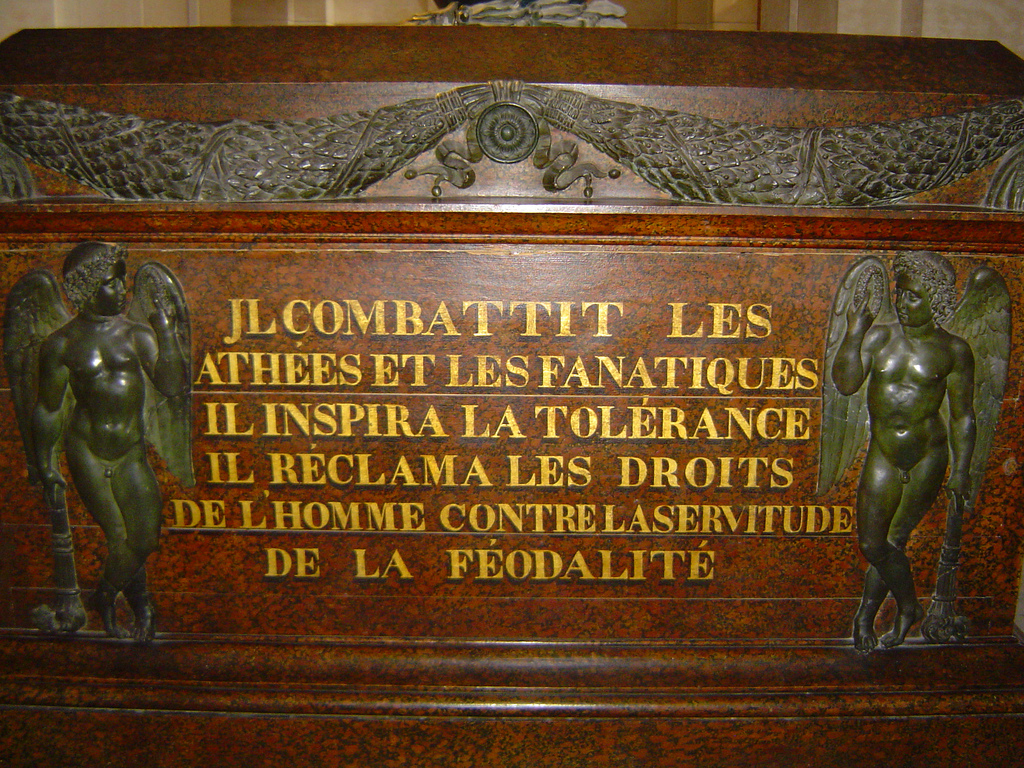 JL COMBATTIT LES
ATHÉES ET LES FANATIQUES
IL INSPIRA LA TOLÉRANCE
IL RÉCLAMA LES DROITS
DE L'HOMME CONTRE LA SERVITUDE
DE LA FÉODALITÉ